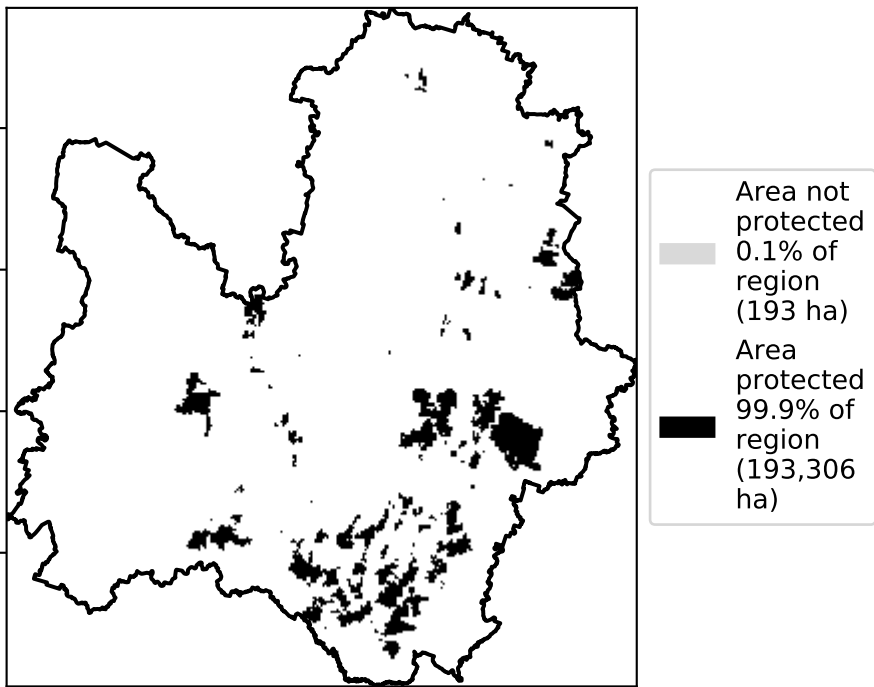 Area not
protected
0.1% of
region
(193 ha)
Area
protected
99.9% of
region
(193,306
ha)